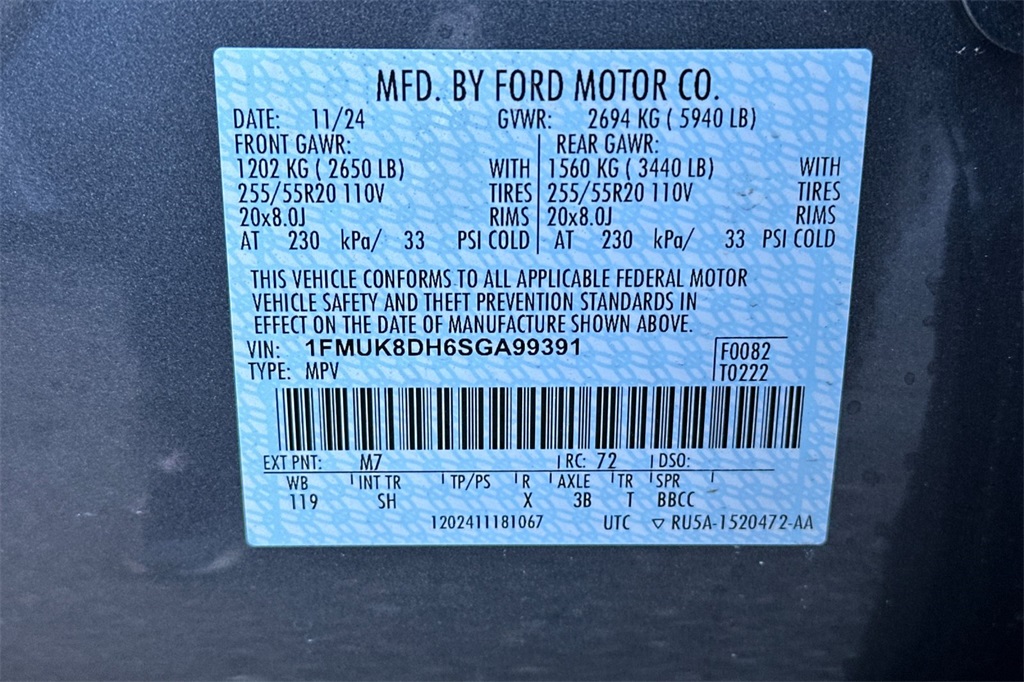 MFD. BY FORD MOTOR CO.
DATE: 11/24 GVWR: 2694 KG ( 5940 LB)
FRONT GAWR: REAR GAWR:
1202 KG ( 2650 LB) WITH 1560 KG ( 3440 LB) WITH
255/55R20 110V TIRES 255/55R20 110V TIRES
20x8.0J RIMS 20x8.0J RIMS
AT 230 kPa/ 33 PSI COLD AT 230 kPa/ 33 PSI COLD
THIS VEHICLE CONFORMS TO ALL APPLICABLE FEDERAL MOTOR
VEHICLE SAFETY AND THEFT PREVENTION STANDARDS IN
EFFECT ON THE DATE OF MANUFACTURE SHOWN ABOVE.
VIN: 1FMUK8DH6SGA99391 F0082
TYPE: MPV T0222
EXT PNT: M7 RC: 72 DSO:
WB INT TR TP/PS R AXLE TR SPR
119 SH X 3B T BBCC
1202411181067 UTC ▽ RU5A-1520472-AA